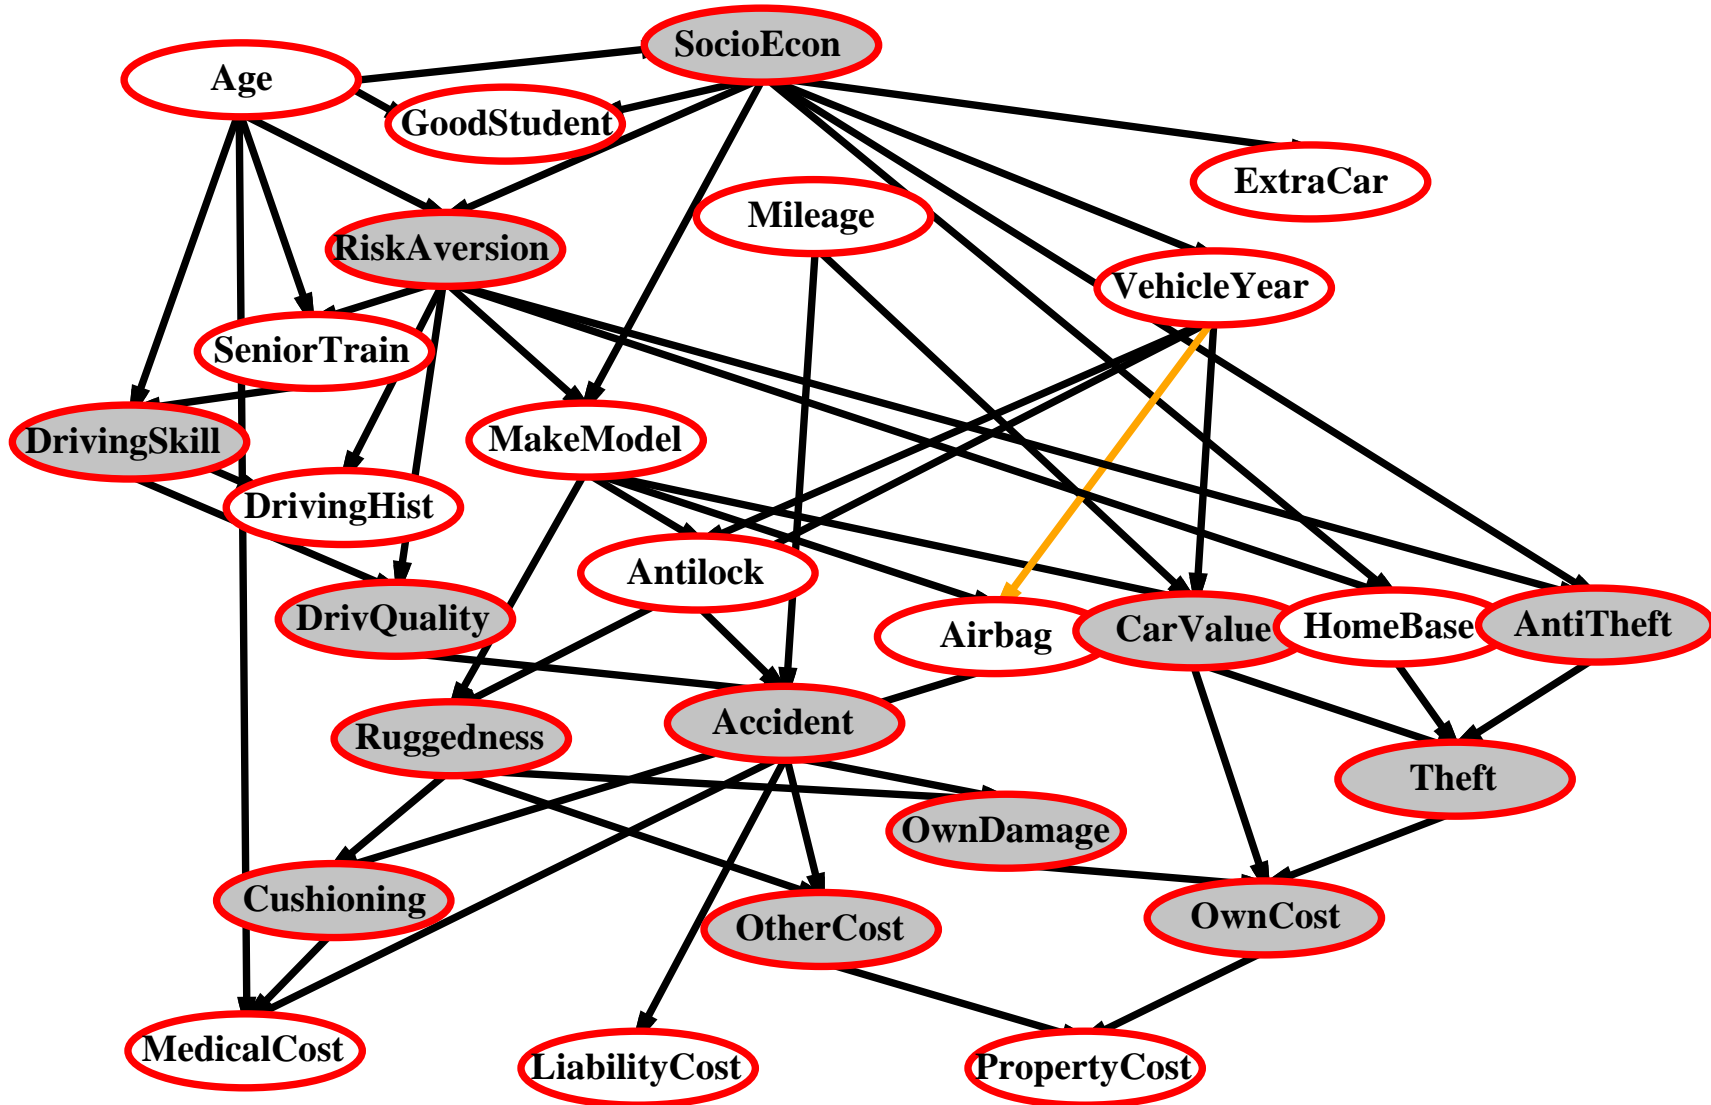 SocioEcon
Age
GoodStudent
ExtraCar
Mileage
RiskAversion
VehicleYear
SeniorTrain
DrivingSkill
MakeModel
DrivingHist
Antilock
DrivQuality
Airbag
CarValue
HomeBase
AntiTheft
Ruggedness
Accident
Theft
OwnDamage
Cushioning
OtherCost
OwnCost
MedicalCost
LiabilityCost
PropertyCost